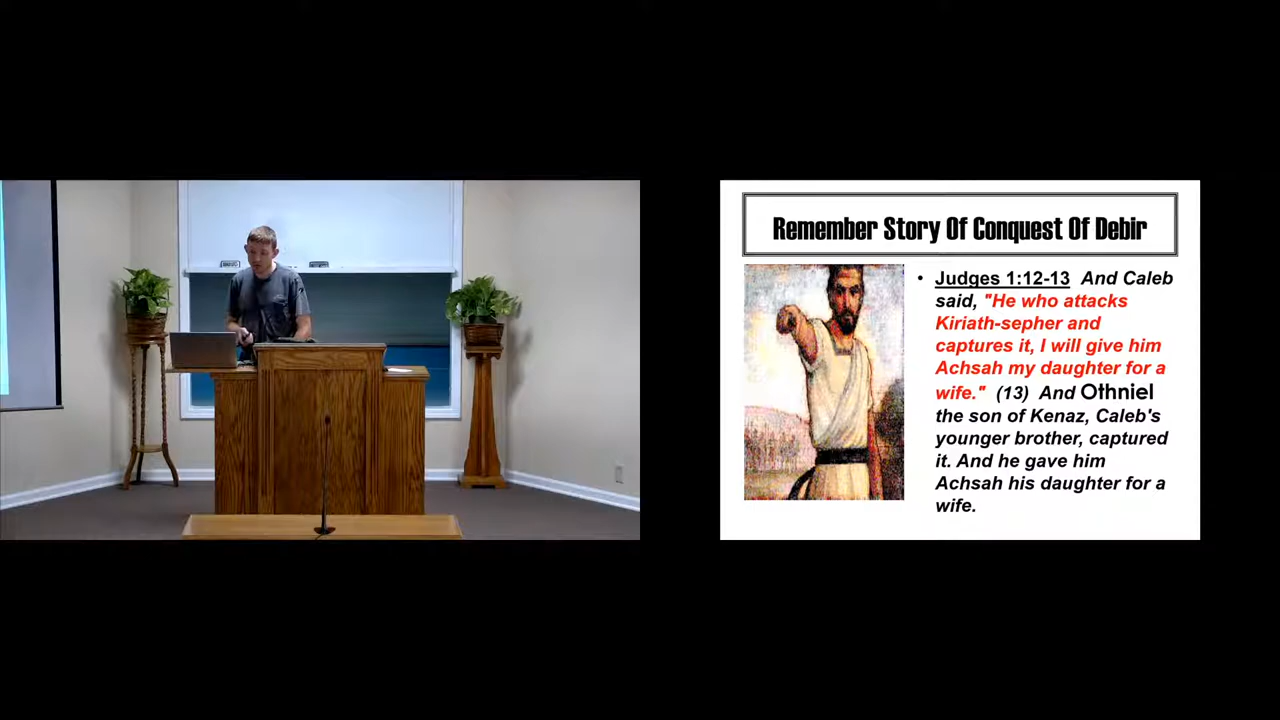 Remember Story Of Conquest Of Debir
• Judges 1:12-13 And Caleb
said, "He who attacks
Kiriath-sepher and
captures it, I will give him
Achsah my daughter for a
wife." (13) And Othniel
the son of Kenaz, Caleb's
younger brother, captured
it. And he gave him
Achsah his daughter for a
wife.